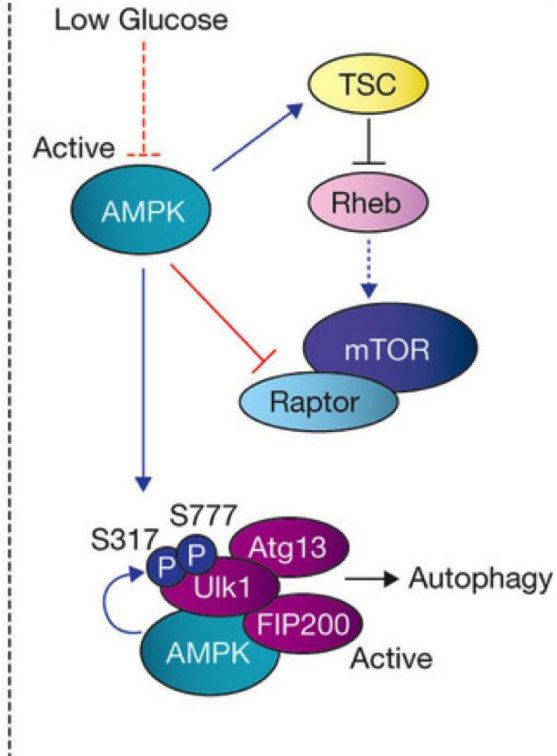 Low Glucose
TSC
Active
AMPK
Rheb
mTOR
Raptor
S777
S317
P
P
Atg13
Ulk1
Autophagy
FIP200
AMPK
Active